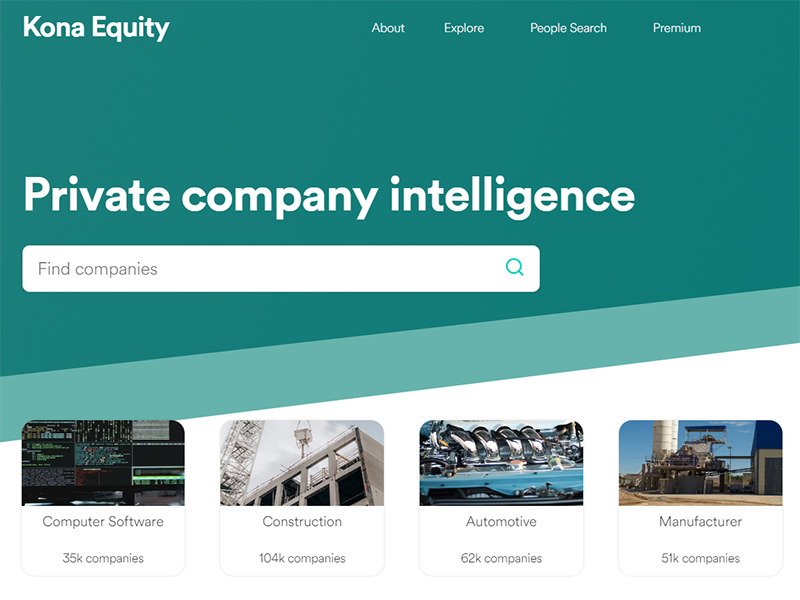 Kona Equity
About
Explore
People Search
Premium
Private company intelligence
Find companies
Computer Software
35k companies
Construction
104k companies
Automotive
62k companies
Manufacturer
51k companies